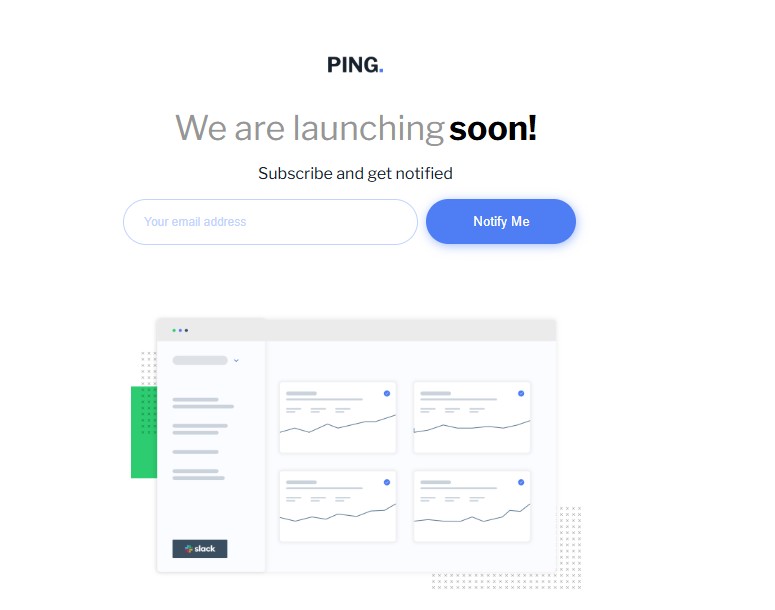 PING.
We are launching soon!
Subscribe and get notified
Your email address
Notify Me
slack